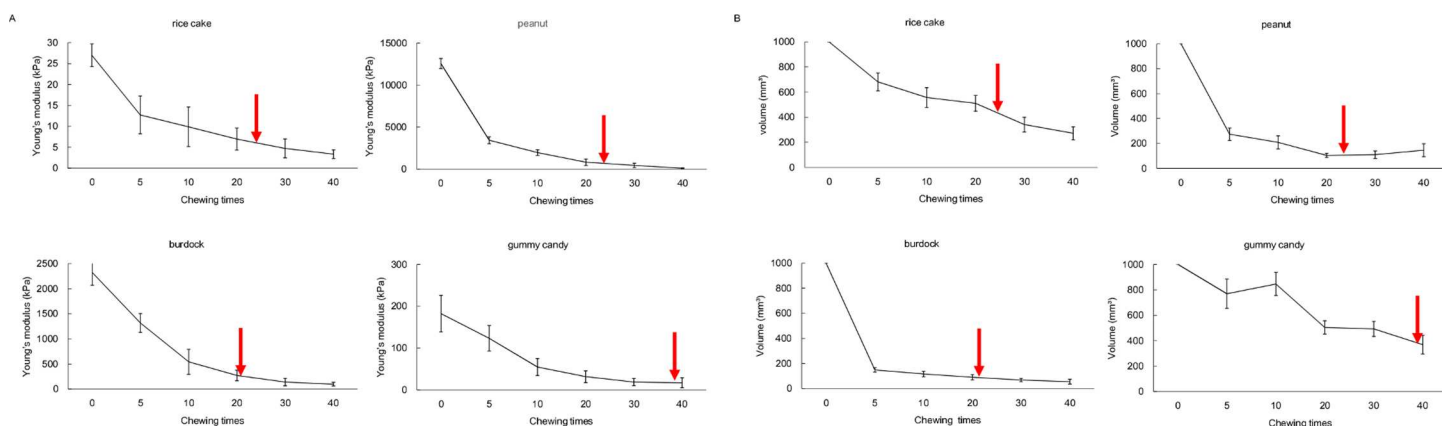 A
rice cake
Young's modulus (kPa)
30
25
20
15
10
5
0
0 5 10 20 30 40
Chewing times
peanut
Young's modulus (kPa)
15000
10000
5000
0
0 5 10 20 30 40
Chewing times
burdock
Young's modulus (kPa)
2500
2000
1500
1000
500
0
0 5 10 20 30 40
Chewing times
gummy candy
Young's modulus (kPa)
300
200
100
0
0 5 10 20 30 40
Chewing times
B
rice cake
volume (mm³)
1000
800
600
400
200
0
0 5 10 20 30 40
Chewing times
peanut
Volume (mm³)
1000
800
600
400
200
0
0 5 10 20 30 40
Chewing times
burdock
Volume (mm³)
1000
800
600
400
200
0
0 5 10 20 30 40
Chewing times
gummy candy
Volume (mm³)
1000
800
600
400
200
0
0 5 10 20 30 40
Chewing times